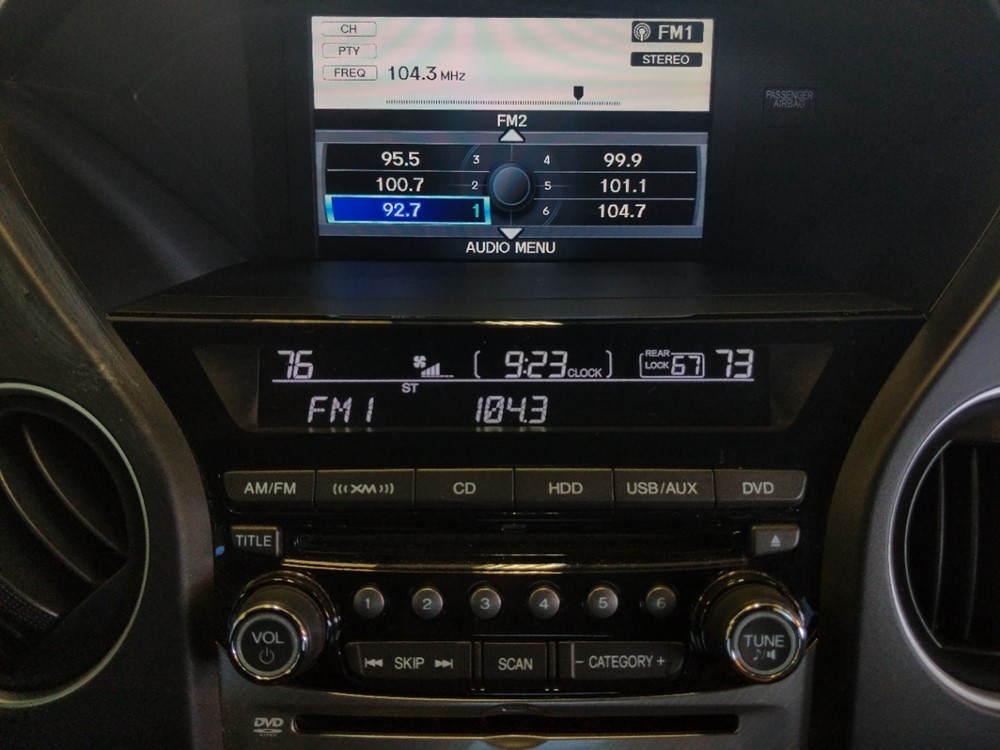 CH
FM1
PTY
STEREO
FREQ 104.3 MHz
PASSENGER
AIRBAG
FM2
95.5 3 4 99.9
100.7 2 5 101.1
92.7 1 6 104.7
AUDIO MENU
76 9:23 CLOCK REAR LOCK 67 73
ST
FM1 104.3
AM/FM (((XM))) CD HDD USB/AUX DVD
TITLE
1 2 3 4 5 6
VOL TUNE
SKIP SCAN - CATEGORY +
DVD